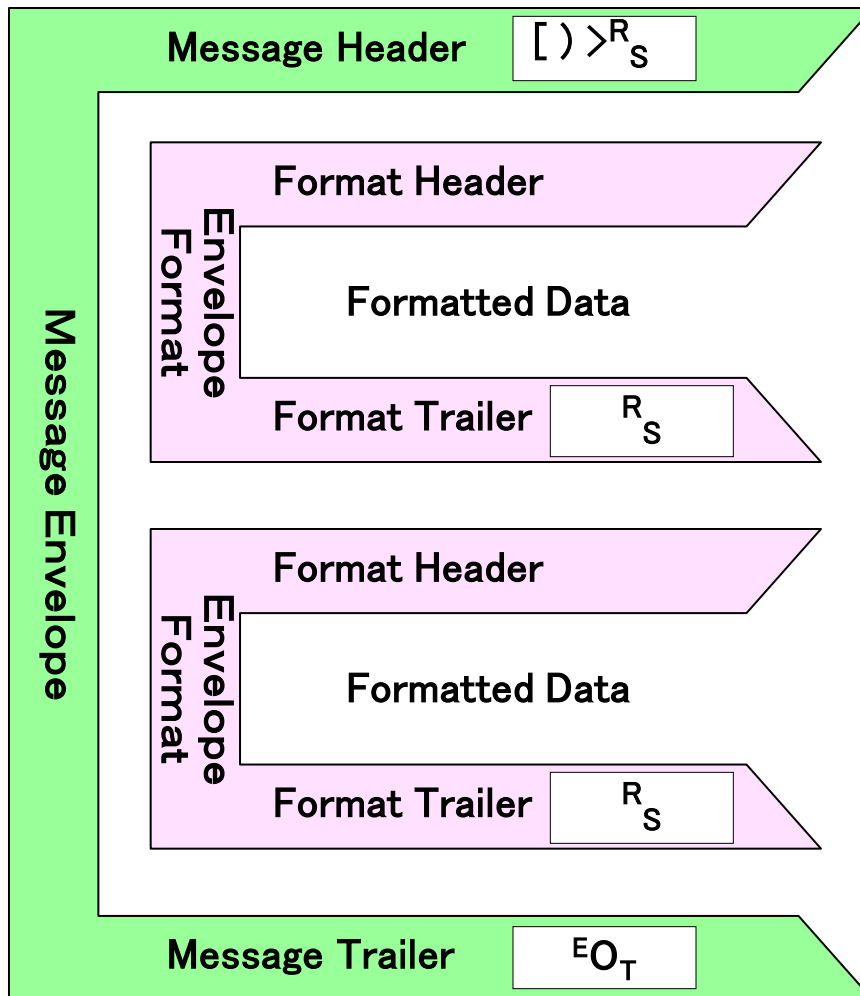 Message Header [ ) > RS
Format Header
Envelope Format
Formatted Data
Format Trailer RS
Message Envelope
Format Header
Envelope Format
Formatted Data
Format Trailer RS
Message Trailer EOT